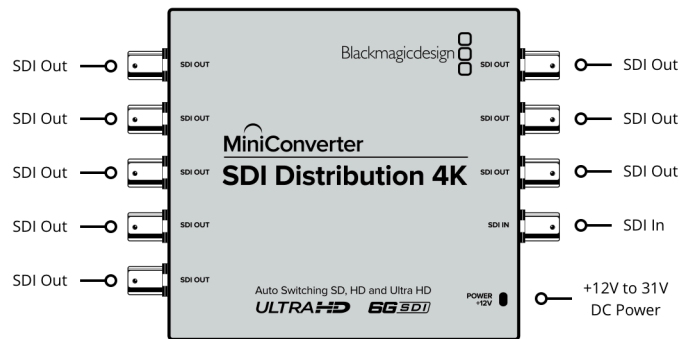 Blackmagicdesign
SDI Out SDI OUT SDI OUT SDI Out
SDI Out SDI OUT SDI OUT SDI Out
MiniConverter
SDI Out SDI OUT SDI Distribution 4K SDI OUT SDI Out
SDI Out SDI OUT SDI IN SDI In
SDI Out SDI OUT
Auto Switching SD, HD and Ultra HD
ULTRAHD 6G SDI
POWER
+12V
+12V to 31V
DC Power